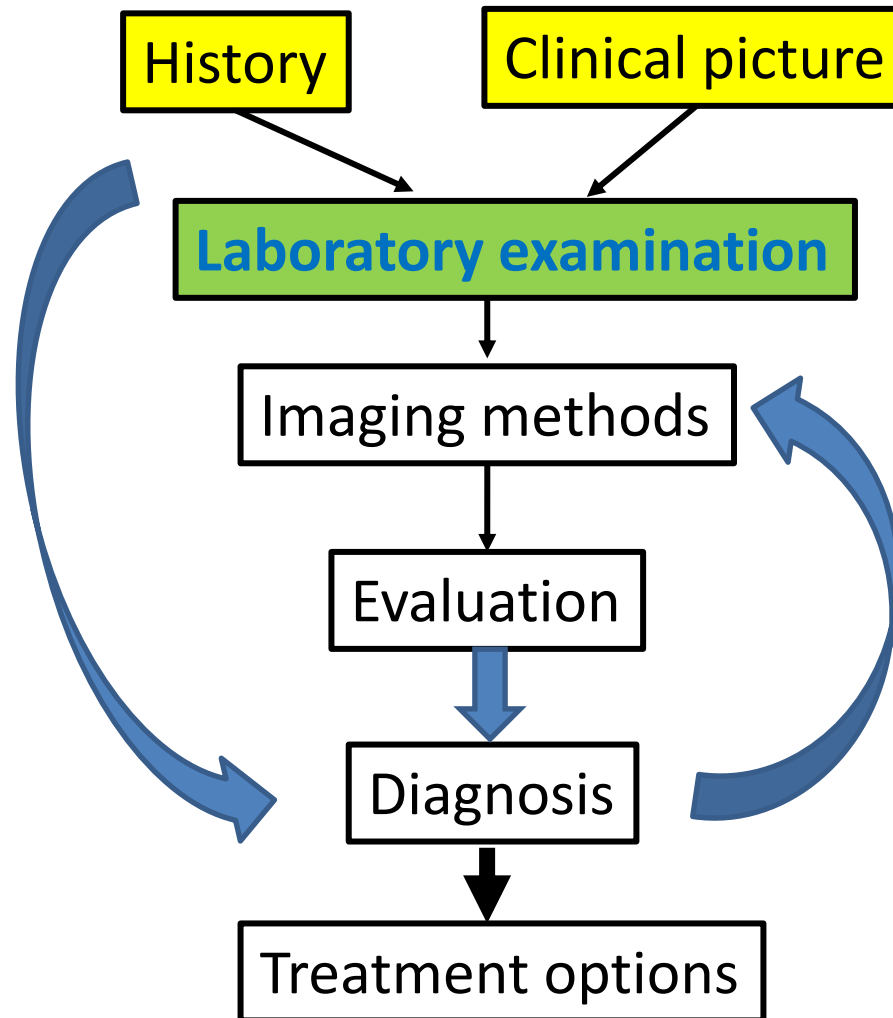 History
Clinical picture
Laboratory examination
Imaging methods
Evaluation
Diagnosis
Treatment options